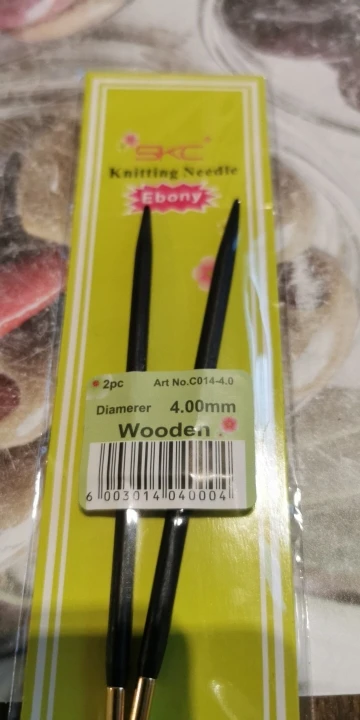 SKC
Knitting Needle
Ebony
2pc Art No.C014-4.0
Diamerer 4.00mm
Wooden
6 003014 040004